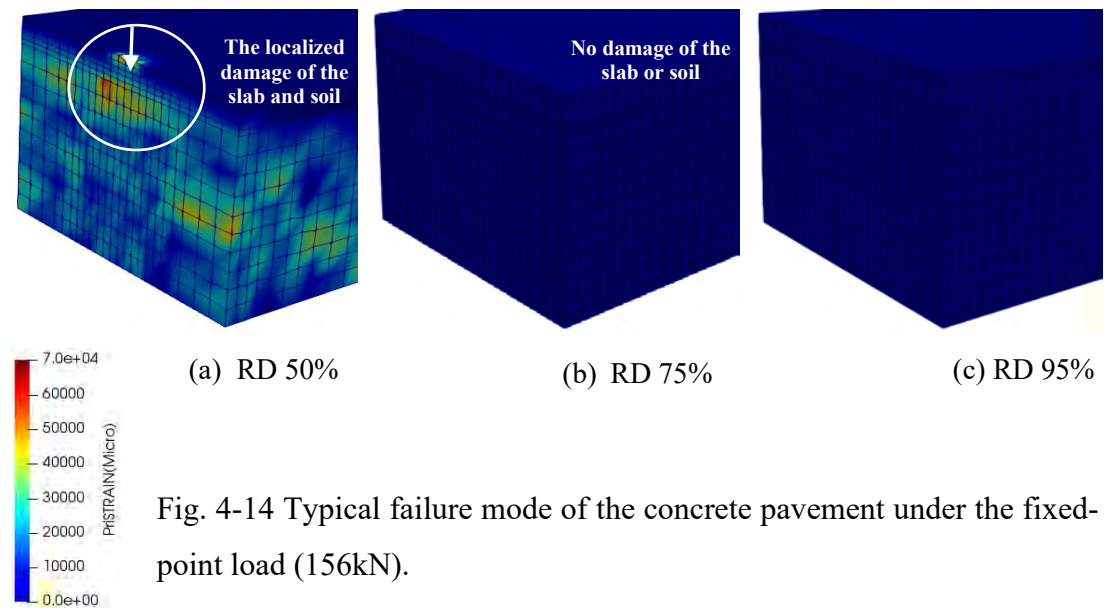 The localized
damage of the
slab and soil
No damage of the
slab or soil
(a) RD 50%
(b) RD 75%
(c) RD 95%
7.0e+04
60000
50000
40000
30000
20000
10000
0.0e+00
PriSTRAIN(Micro)
Fig. 4-14 Typical failure mode of the concrete pavement under the fixed-
point load (156kN).